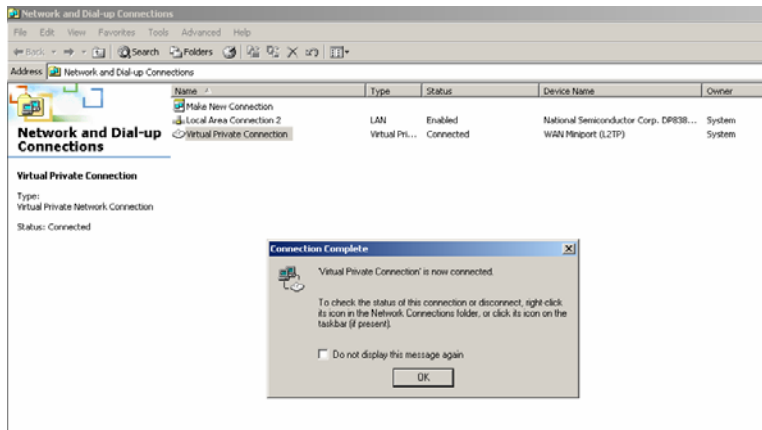 Network and Dial-up Connections
File Edit View Favorites Tools Advanced Help
Back Search Folders
Address Network and Dial-up Connections
Name Type Status Device Name Owner
Make New Connection
Local Area Connection 2 LAN Enabled National Semiconductor Corp. DP838... System
Virtual Private Connection Virtual Pri... Connected WAN Miniport (L2TP) System
Network and Dial-up
Connections
Virtual Private Connection
Type:
Virtual Private Network Connection
Status: Connected
Connection Complete
'Virtual Private Connection' is now connected.
To check the status of this connection or disconnect, right-click
its icon in the Network Connections folder, or click its icon on the
taskbar (if present).
Do not display this message again
OK